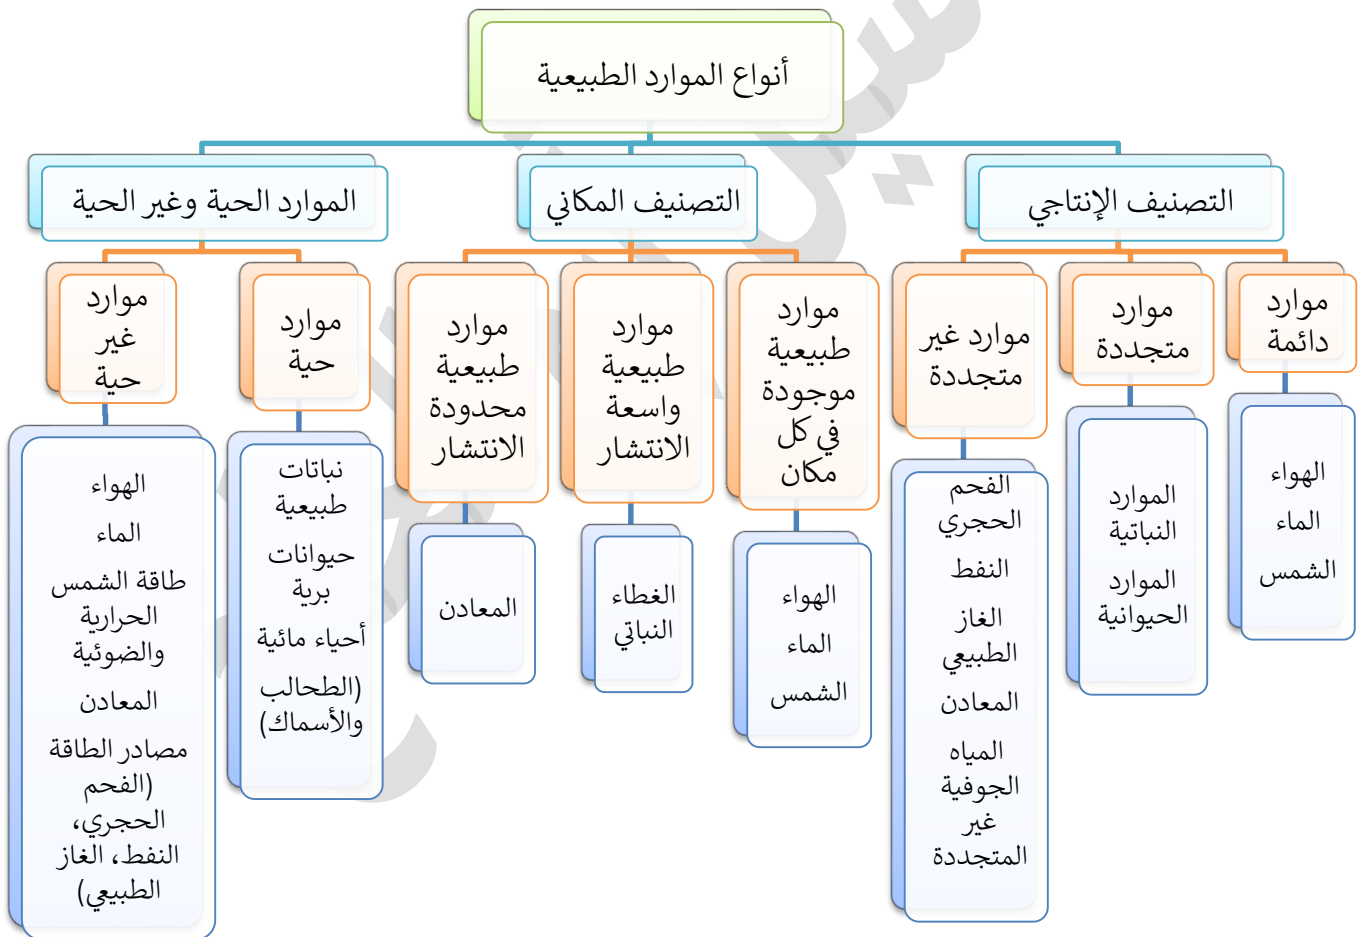 أنواع الموارد الطبيعية
التصنيف الإنتاجي
التصنيف المكاني
الموارد الحية وغير الحية
موارد
دائمة
موارد
متجددة
موارد غير
متجددة
موارد
طبيعية
موجودة
في كل
مكان
موارد
طبيعية
واسعة
الانتشار
موارد
طبيعية
محدودة
الانتشار
موارد
حية
موارد
غير
حية
الهواء
الماء
الشمس
الموارد
النباتية
الموارد
الحيوانية
الفحم
الحجري
النفط
الغاز
الطبيعي
المعادن
المياه
الجوفية
غير
المتجددة
الهواء
الماء
الشمس
الغطاء
النباتي
المعادن
نباتات
طبيعية
حيوانات
برية
أحياء مائية
(الطحالب
والأسماك)
الهواء
الماء
طاقة الشمس
الحرارية
والضوئية
المعادن
مصادر الطاقة
(الفحم
الحجري،
النفط، الغاز
الطبيعي)